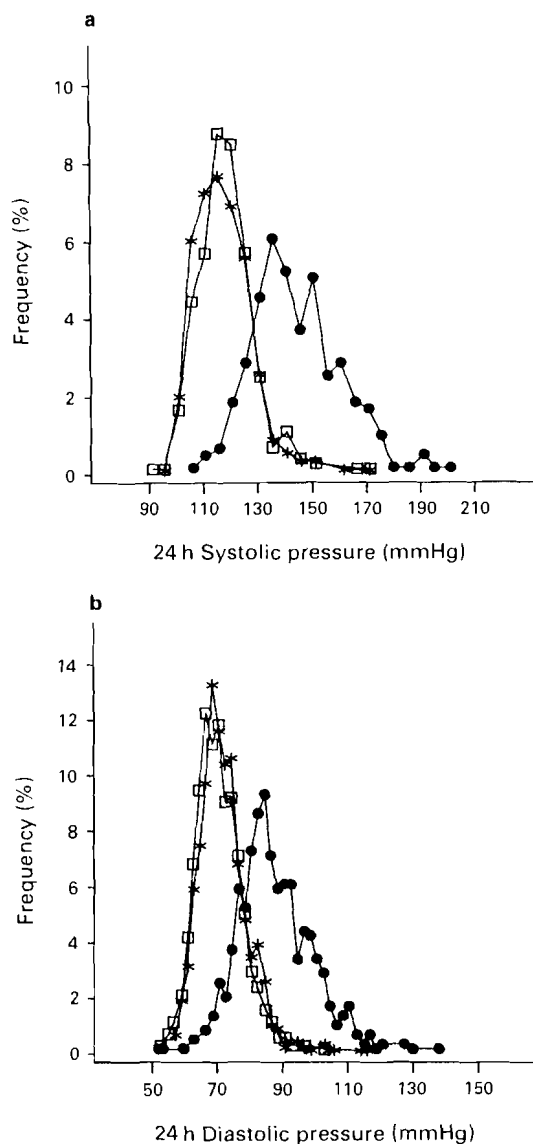 a
10
8
6
4
2
0
Frequency (%)
90 110 130 150 170 190 210
24 h Systolic pressure (mmHg)
b
14
12
10
8
6
4
2
0
Frequency (%)
50 70 90 110 130 150
24 h Diastolic pressure (mmHg)